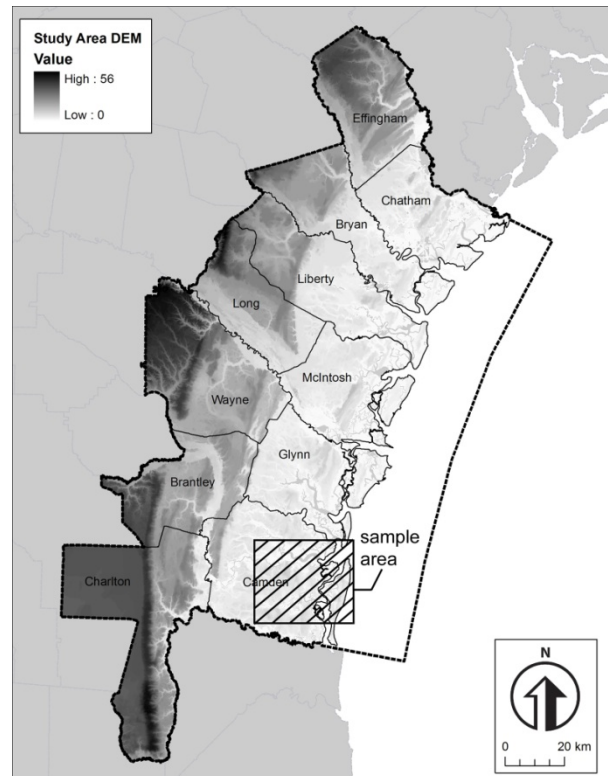 Study Area DEM
Value
High : 56
Low : 0
Effingham
Chatham
Bryan
Liberty
Long
McIntosh
Wayne
Glynn
Brantley
sample
area
Charlton
Camden
N
0 20 km